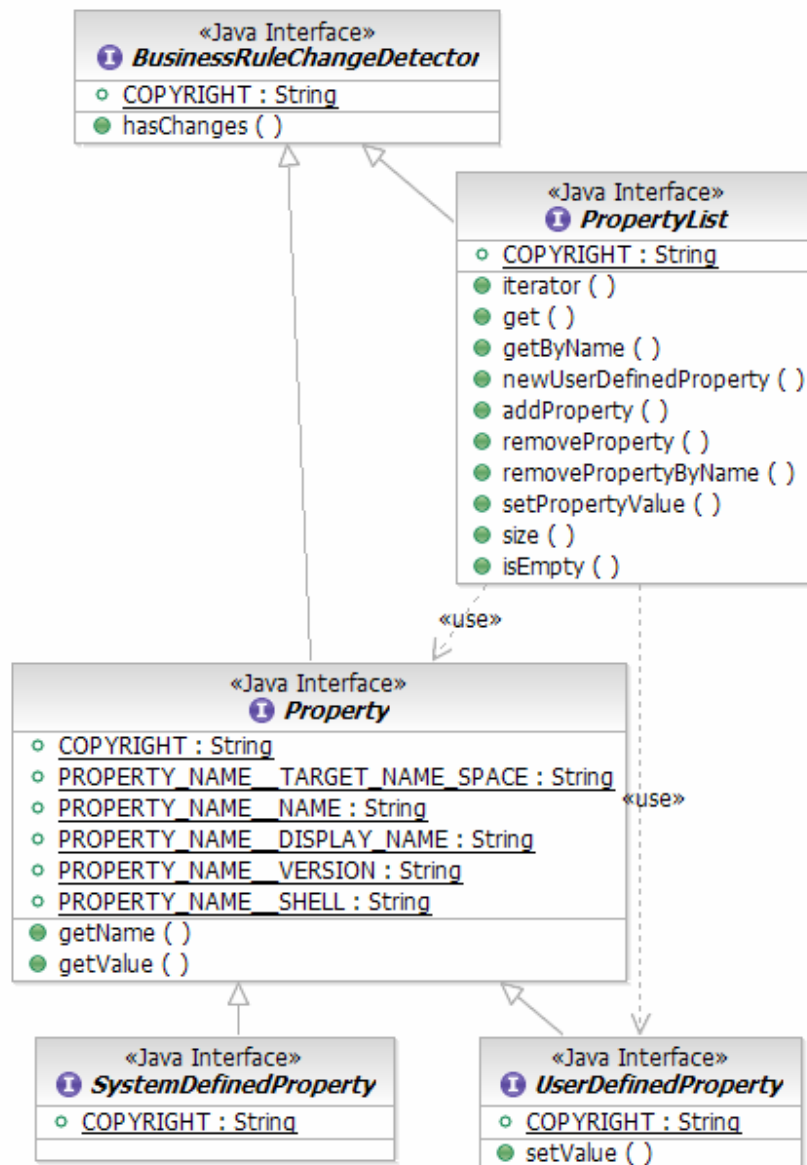 «Java Interface»
BusinessRuleChangeDetector
COPYRIGHT : String
hasChanges ( )
«Java Interface»
PropertyList
COPYRIGHT : String
iterator ( )
get ( )
getByName ( )
newUserDefinedProperty ( )
addProperty ( )
removeProperty ( )
removePropertyByName ( )
setPropertyValue ( )
size ( )
isEmpty ( )
«use»
«Java Interface»
Property
COPYRIGHT : String
PROPERTY_NAME__TARGET_NAME_SPACE : String
PROPERTY_NAME__NAME : String
PROPERTY_NAME__DISPLAY_NAME : String
PROPERTY_NAME__VERSION : String
PROPERTY_NAME__SHELL : String
getName ( )
getValue ( )
«use»
«Java Interface»
SystemDefinedProperty
COPYRIGHT : String
«Java Interface»
UserDefinedProperty
COPYRIGHT : String
setValue ( )